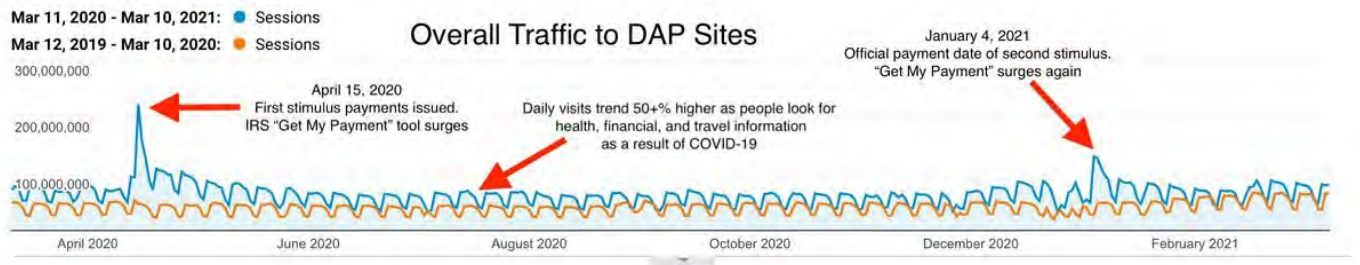 Mar 11, 2020 - Mar 10, 2021: Sessions
Mar 12, 2019 - Mar 10, 2020: Sessions
Overall Traffic to DAP Sites
300,000,000
200,000,000
100,000,000
April 15, 2020
First stimulus payments issued.
IRS “Get My Payment” tool surges
Daily visits trend 50+% higher as people look for
health, financial, and travel information
as a result of COVID-19
January 4, 2021
Official payment date of second stimulus.
“Get My Payment” surges again
April 2020
June 2020
August 2020
October 2020
December 2020
February 2021